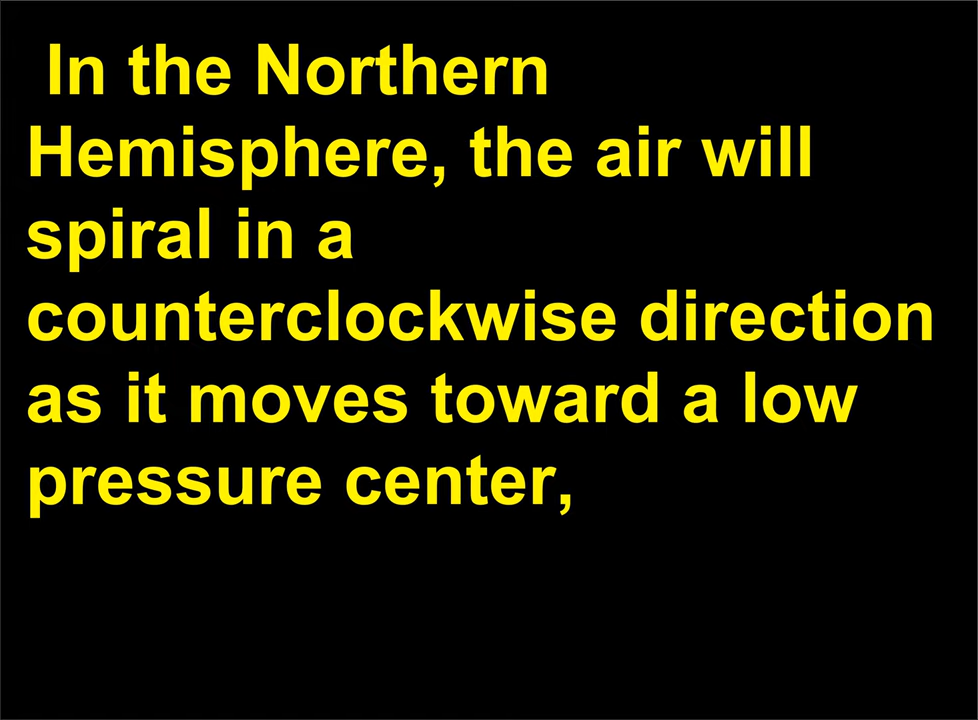 In the Northern
Hemisphere, the air will
spiral in a
counterclockwise direction
as it moves toward a low
pressure center,